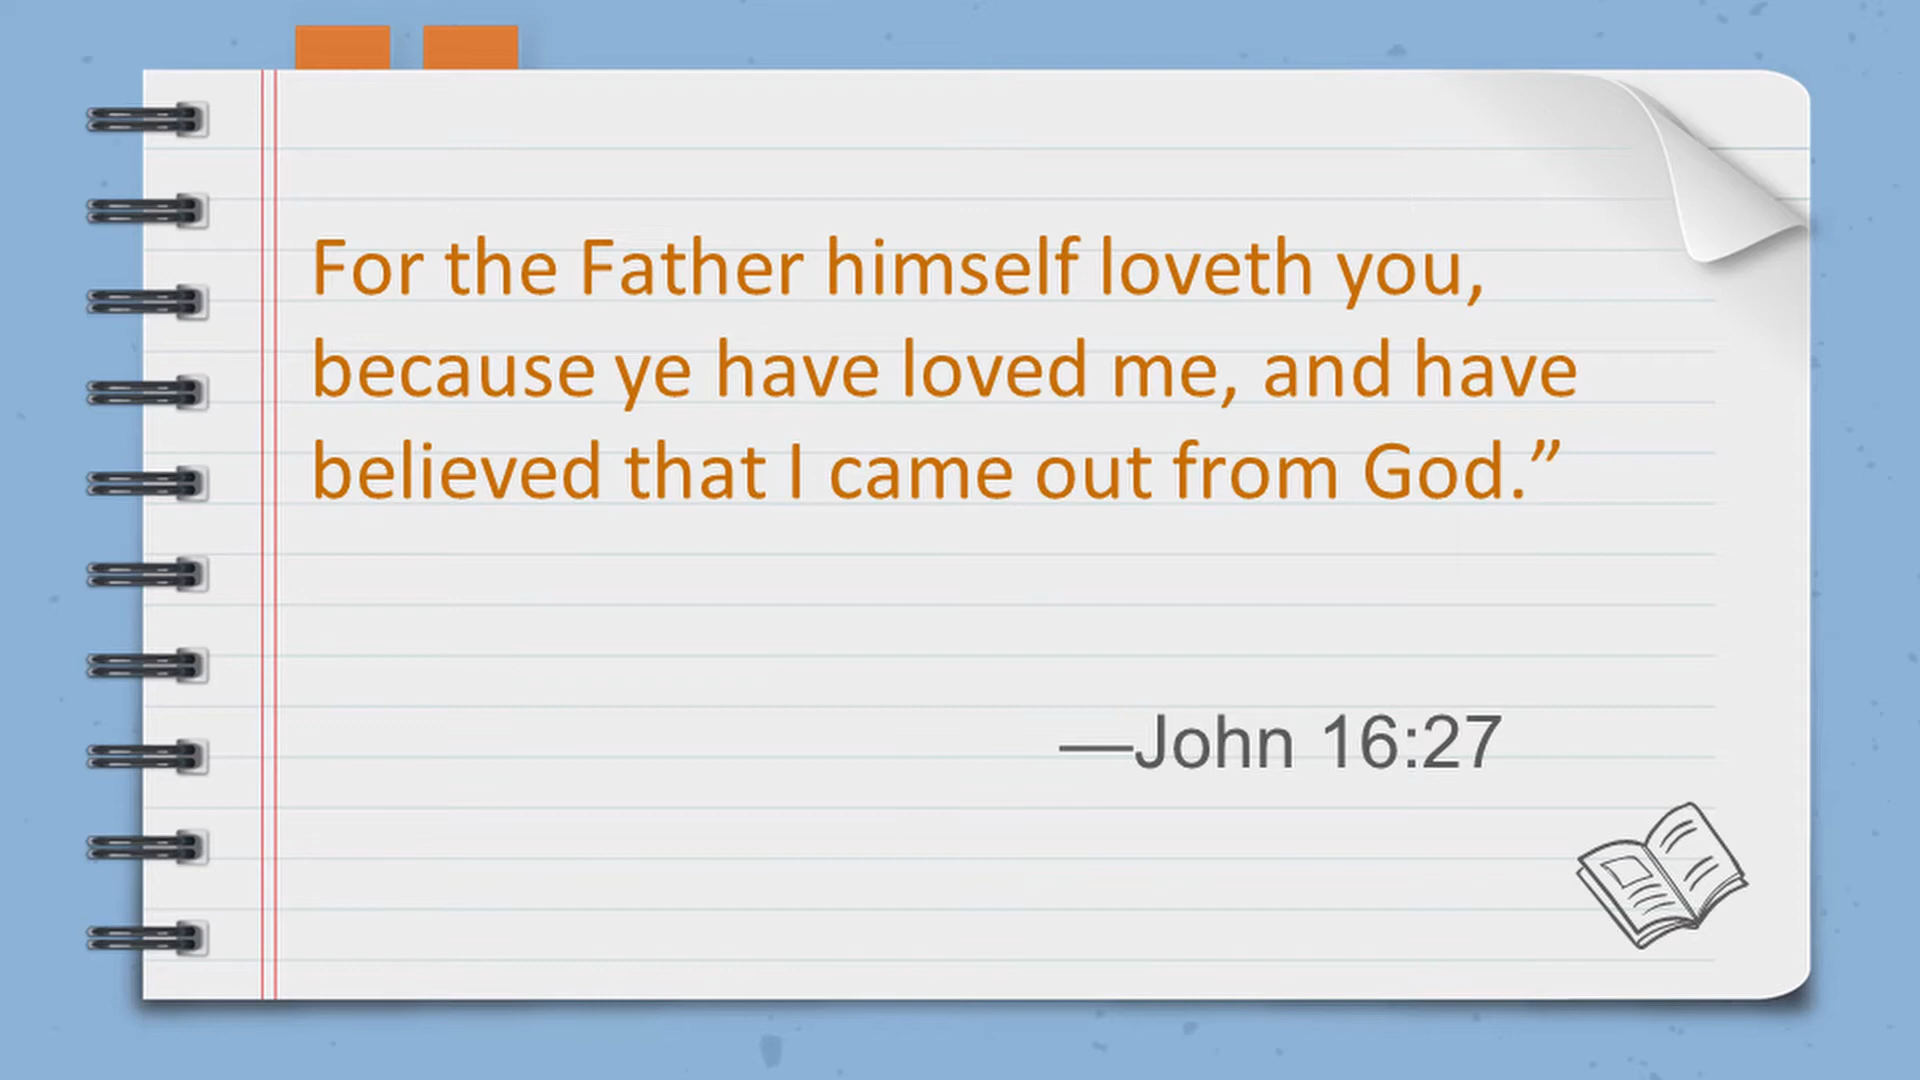 For the Father himself loveth you,
because ye have loved me, and have
believed that I came out from God.”
—John 16:27